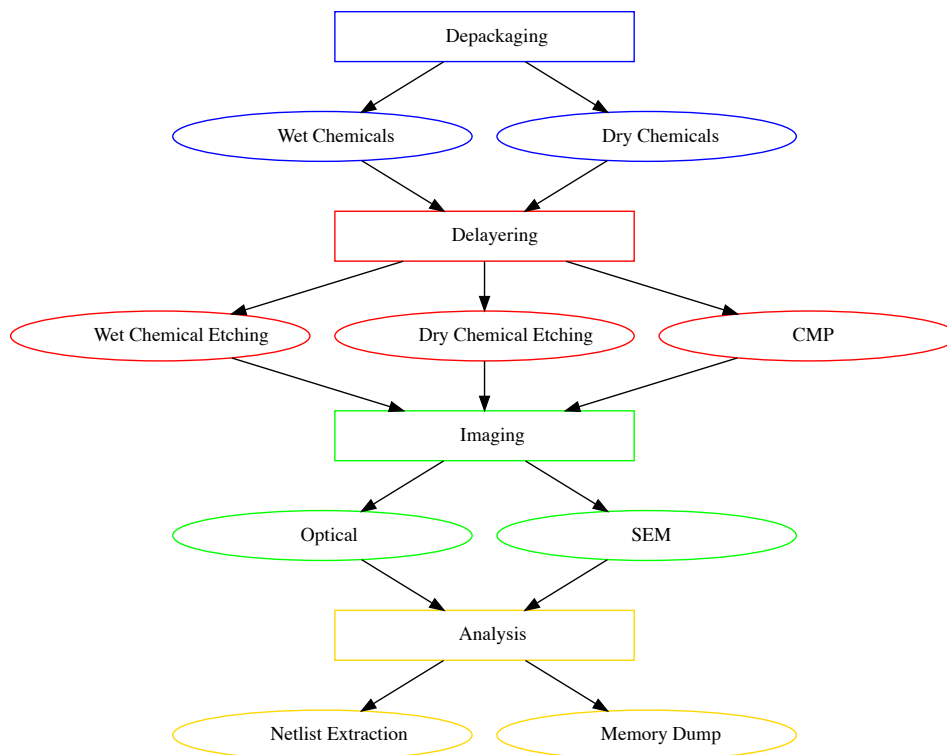 Depackaging
Wet Chemicals
Dry Chemicals
Delayering
Wet Chemical Etching
Dry Chemical Etching
CMP
Imaging
Optical
SEM
Analysis
Netlist Extraction
Memory Dump